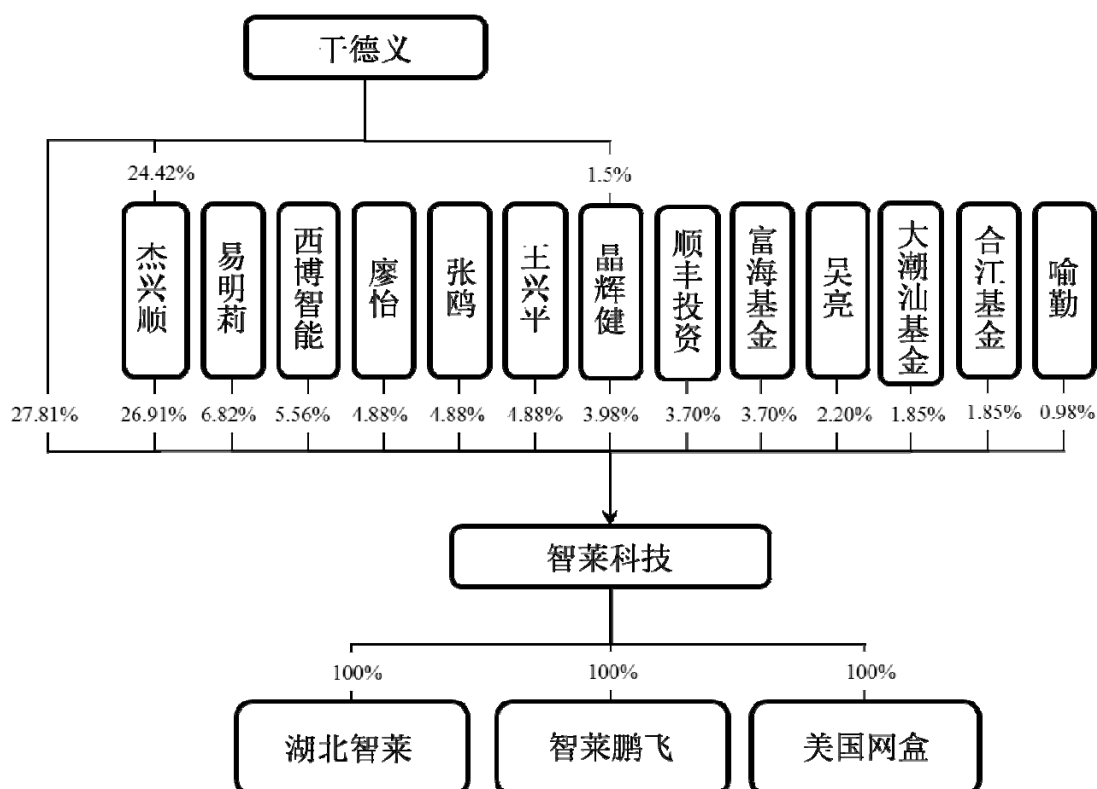 干德义
24.42%
1.5%
杰兴顺
易明莉
西博智能
廖怡
张鸥
王兴平
晶辉健
顺丰投资
富海基金
吴亮
大潮汕基金
合江基金
喻勤
27.81%
26.91%
6.82%
5.56%
4.88%
4.88%
4.88%
3.98%
3.70%
3.70%
2.20%
1.85%
1.85%
0.98%
智莱科技
100%
100%
100%
湖北智莱
智莱鹏飞
美国网盒